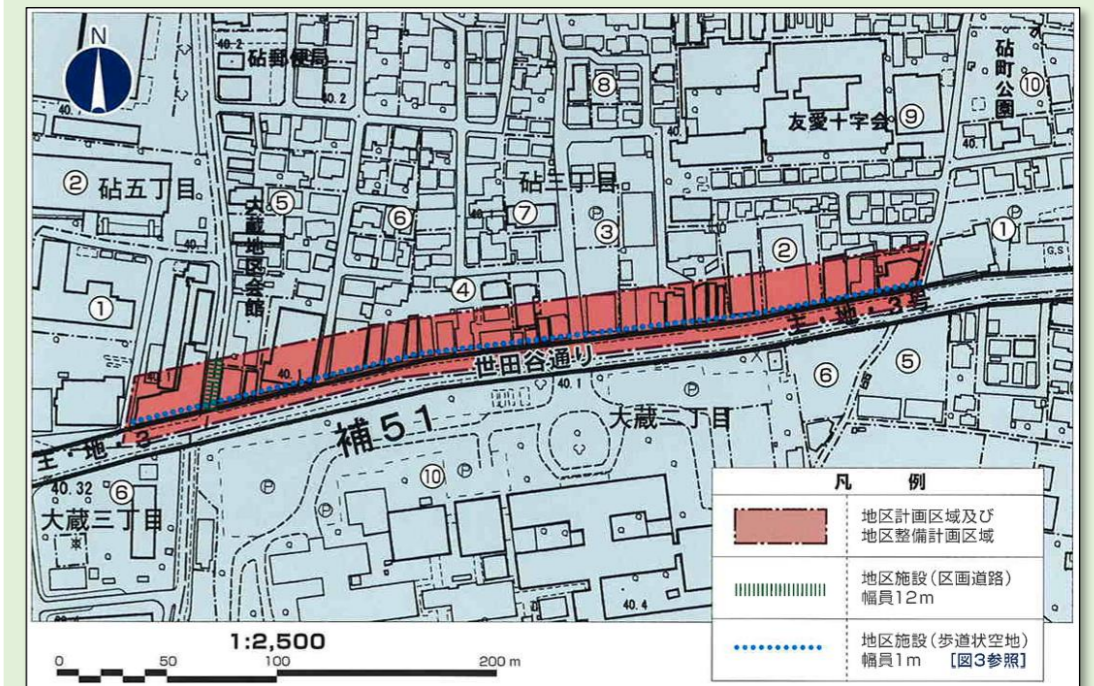 N
40.2
砧郵便局
40.2
⑧
砧町公園
⑩
友愛十字会
⑨
40.1
②
砧五丁目
⑤
大蔵地区会館
⑥
⑦
砧三丁目
Ⓟ
③
②
①
Ⓟ
G.S
①
④
40.1
主・地・3号
世田谷通り
40.1
主・地・3
補51
大蔵二丁目
Ⓟ
⑥
⑤
40.32
⑥
大蔵三丁目
⑩
Ⓟ
Ⓟ
Ⓟ
40.4
凡 例
地区計画区域及び
地区整備計画区域
地区施設(区画道路)
幅員12m
地区施設(歩道状空地)
幅員1m [図3参照]
1:2,500
0 50 100 200 m